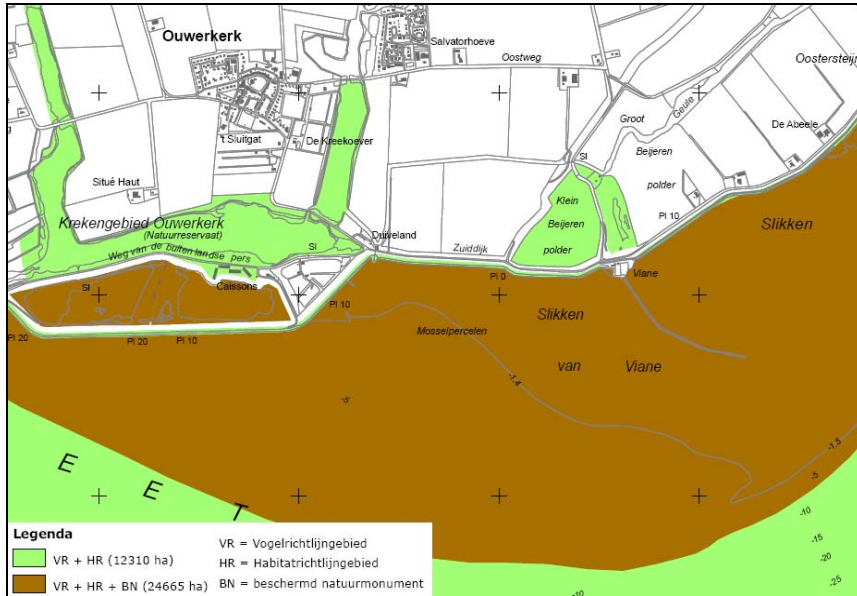 Ouwerkerk
Salvatorhoeve
Oostweg
Oostersteijn
't Sluitgat
De Kreekoever
Groot
Geule
De Abeele
SI
Beijeren
polder
Situé Haut
Klein
Beijeren
polder
Pl 10
Krekengebied Ouwerkerk
(Natuurreservaat)
Slikken
Duiveland
Zuiddijk
SI
Weg van de buitenlandse pers
Caissons
Pl 0
Viane
SI
Pl 10
Slikken
Mosselpercelen
Pl 20
Pl 20
Pl 10
van
Viane
-1.4
-5
-1.5
-5
E
E
T
-10
-15
-20
-25
-10
Legenda
VR + HR (12310 ha)
VR + HR + BN (24665 ha)
VR = Vogelrichtlijngebied
HR = Habitatrichtlijngebied
BN = beschermd natuurmonument